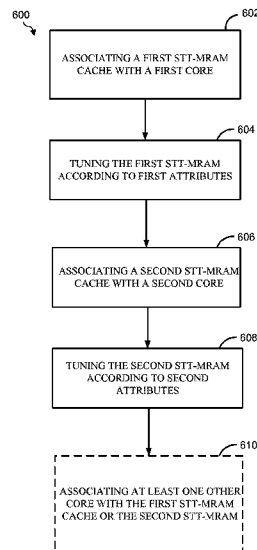 600
602
ASSOCIATING A FIRST STT-MRAM
CACHE WITH A FIRST CORE
604
TUNING THE FIRST STT-MRAM
ACCORDING TO FIRST ATTRIBUTES
606
ASSOCIATING A SECOND STT-MRAM
CACHE WITH A SECOND CORE
608
TUNING THE SECOND STT-MRAM
ACCORDING TO SECOND
ATTRIBUTES
610
ASSOCIATING AT LEAST ONE OTHER
CORE WITH THE FIRST STT-MRAM
CACHE OR THE SECOND STT-MRAM